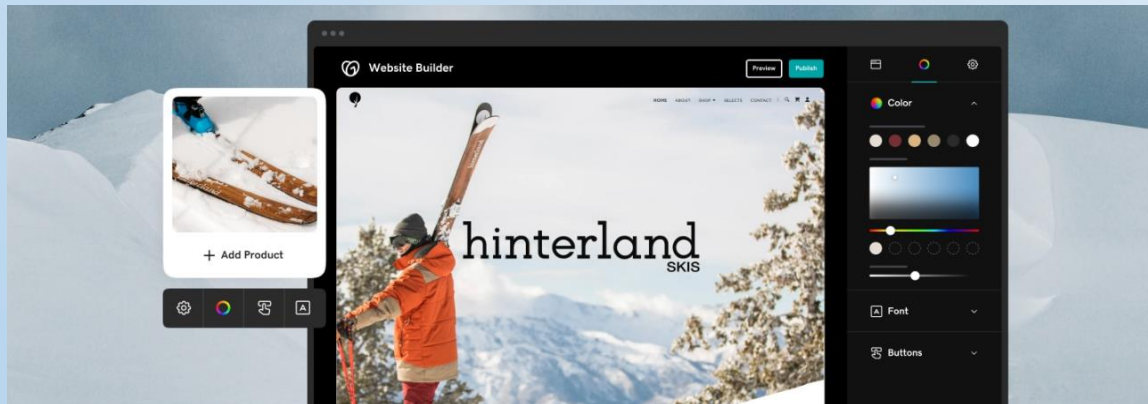 Website Builder
Preview
Publish
HOME ABOUT SHOP SELECTS CONTACT
Color
hinterland
SKIS
+ Add Product
A
A Font
Buttons